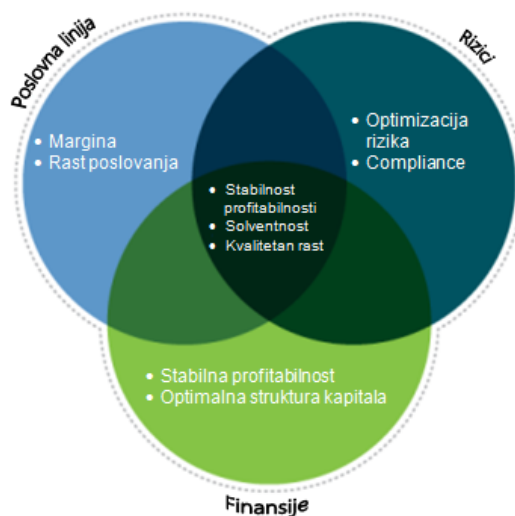 Poslovna linija
Rizici
• Margina
• Rast poslovanja
• Optimizacija
rizika
• Compliance
• Stabilnost
profitabilnosti
• Solventnost
• Kvalitetan rast
• Stabilna profitabilnost
• Optimalna struktura kapitala
Finansije